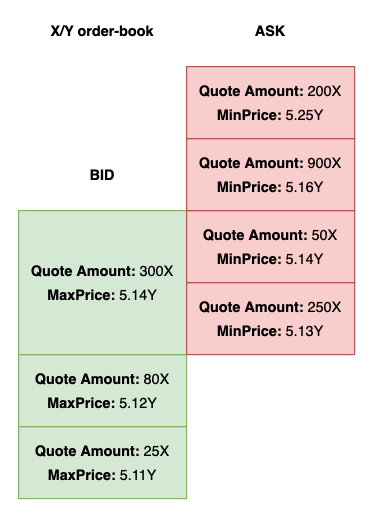 X/Y order-book
ASK
Quote Amount: 200X
MinPrice: 5.25Y
Quote Amount: 900X
MinPrice: 5.16Y
BID
Quote Amount: 50X
MinPrice: 5.14Y
Quote Amount: 300X
MaxPrice: 5.14Y
Quote Amount: 250X
MinPrice: 5.13Y
Quote Amount: 80X
MaxPrice: 5.12Y
Quote Amount: 25X
MaxPrice: 5.11Y